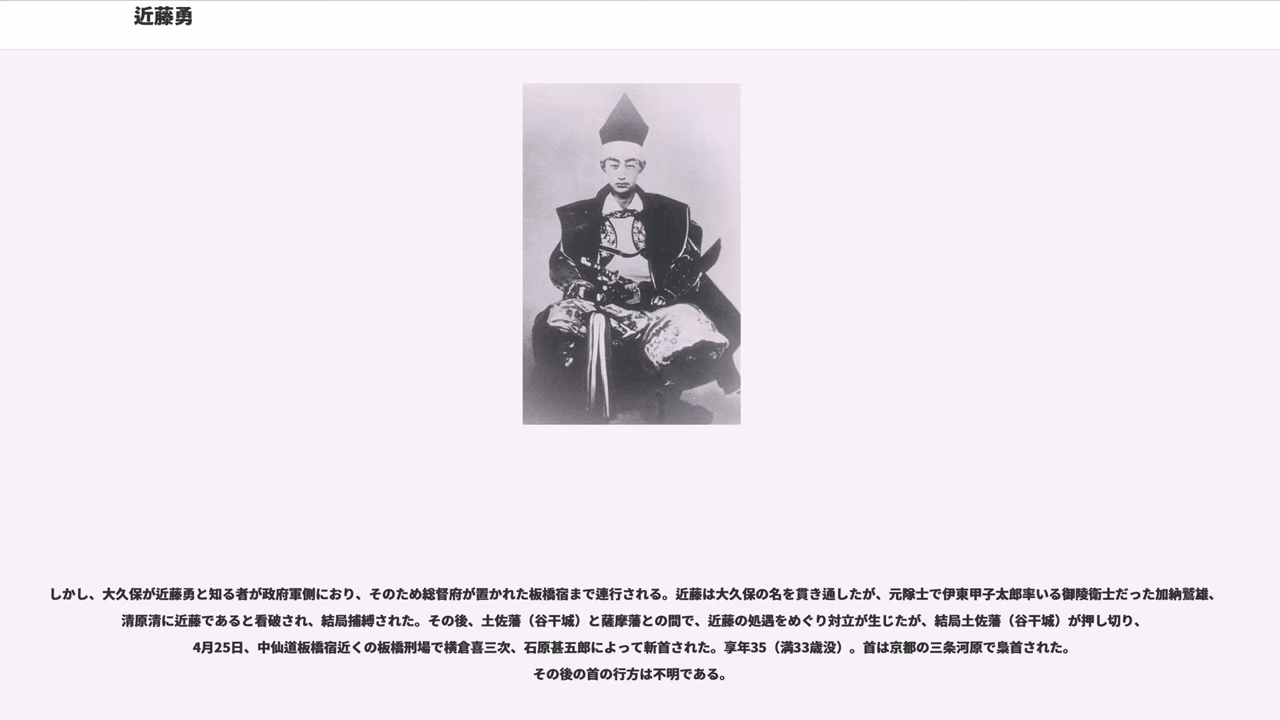 近藤勇
しかし、大久保が近藤勇と知る者が政府軍側におり、そのため総督府が置かれた板橋宿まで連行される。近藤は大久保の名を貫き通したが、元隊士で伊東甲子太郎率いる御陵衛士だった加納鷲雄、
清原清に近藤であると看破され、結局捕縛された。その後、土佐藩（谷干城）と薩摩藩との間で、近藤の処遇をめぐり対立が生じたが、結局土佐藩（谷干城）が押し切り、
4月25日、中仙道板橋宿近くの板橋刑場で横倉喜三次、石原甚五郎によって斬首された。享年35（満33歳没）。首は京都の三条河原で梟首された。
その後の首の行方は不明である。